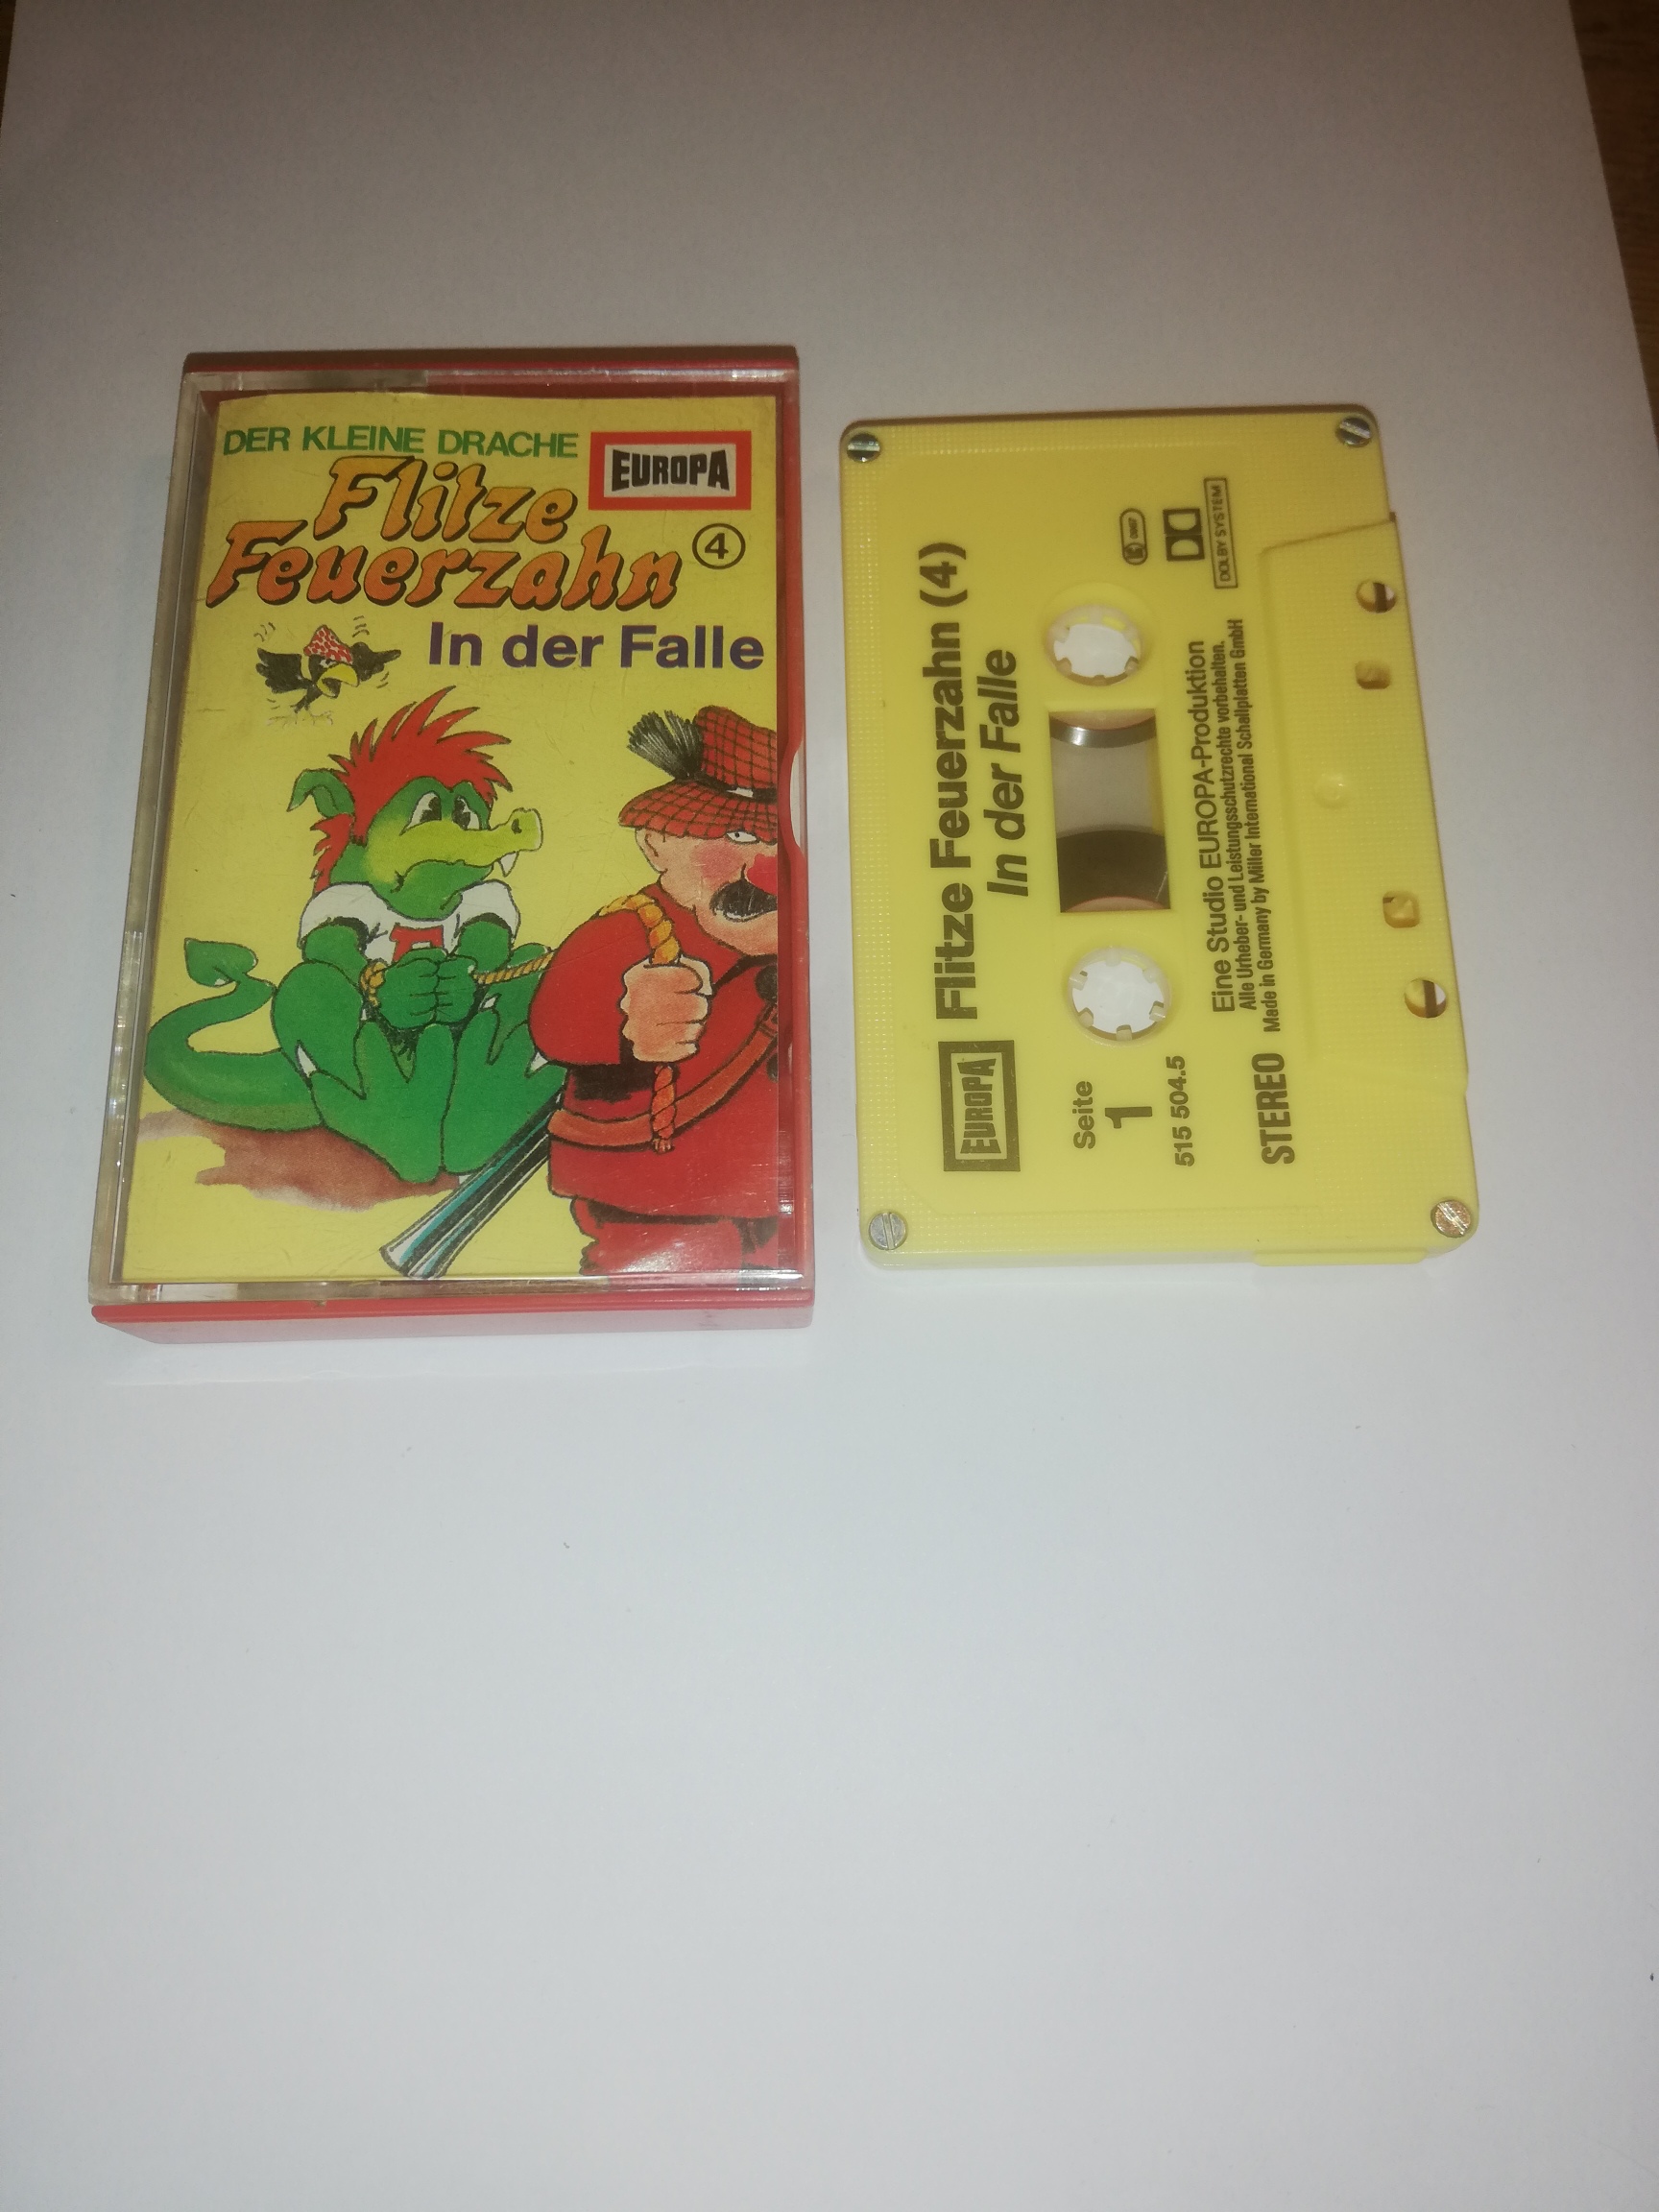 DER KLEINE DRACHE
EUROPA
Flitze
Feuerzahn
4
In der Falle
EUROPA
Flitze Feuerzahn (4)
In der Falle
Seite
1
515 504.5
DOLBY SYSTEM
STEREO
Eine Studio EUROPA-Produktion
Alle Urheber- und Leistungsschutzrechte vorbehalten.
Made in Germany by Miller International Schallplatten GmbH